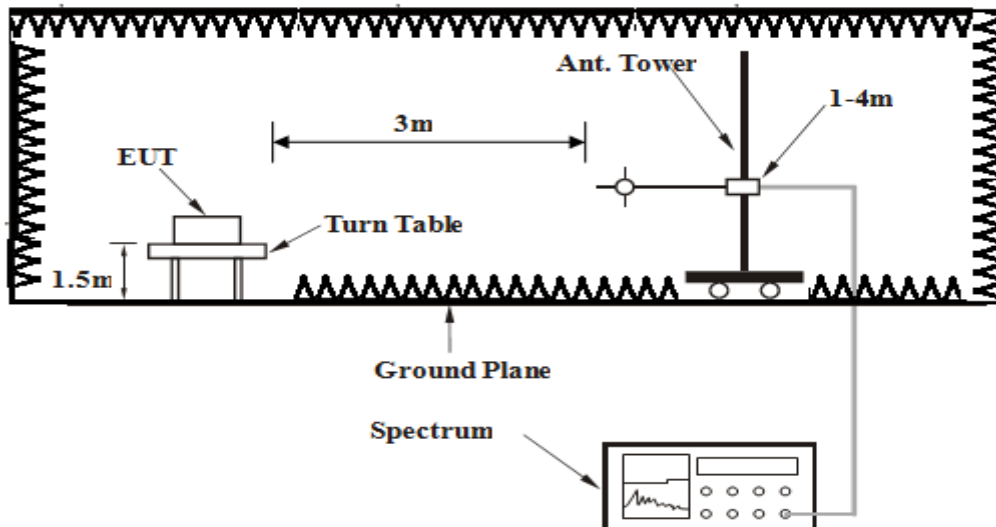 Ant. Tower
1-4m
3m
EUT
Turn Table
1.5m
Ground Plane
Spectrum